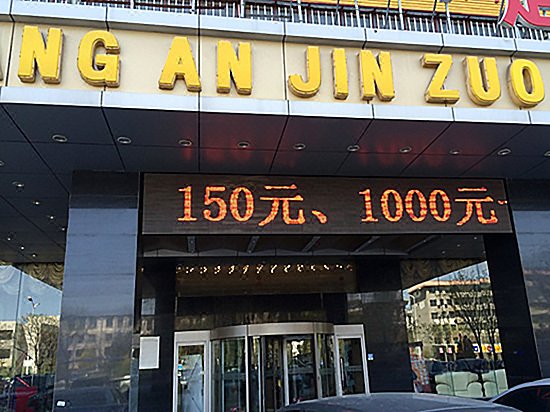 NG AN JIN ZUO
150元、1000元